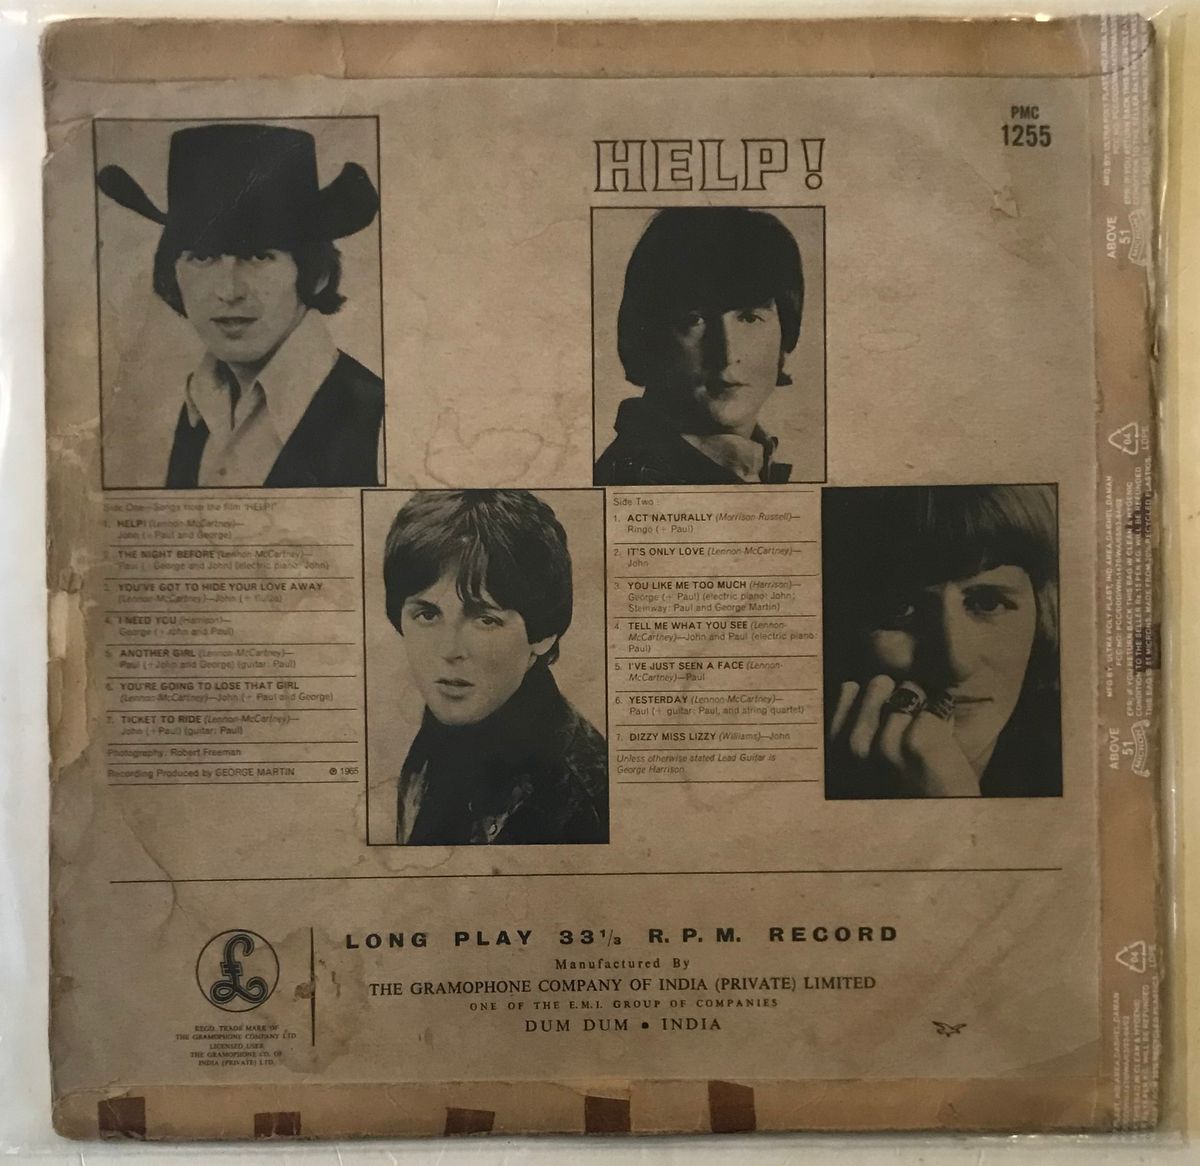 PMC
1255
HELP!
Side One—Songs from the film "HELP!"
1. HELP! (Lennon-McCartney)—
John (+ Paul and George)
2. THE NIGHT BEFORE (Lennon-McCartney)—
Paul (+ George and John) (electric piano: John)
3. YOU'VE GOT TO HIDE YOUR LOVE AWAY
(Lennon-McCartney)—John (+ flutes)
4. I NEED YOU (Harrison)—
George (+ John and Paul)
5. ANOTHER GIRL (Lennon-McCartney)—
Paul (+ John and George) (guitar: Paul)
6. YOU'RE GOING TO LOSE THAT GIRL
(Lennon-McCartney)—John (+ Paul and George)
7. TICKET TO RIDE (Lennon-McCartney)—
John (+ Paul) (guitar: Paul)
Photography: Robert Freeman
Recording Produced by GEORGE MARTIN ℗ 1965
Side Two
1. ACT NATURALLY (Morrison-Russell)—
Ringo (+ Paul)
2. IT'S ONLY LOVE (Lennon-McCartney)—
John
3. YOU LIKE ME TOO MUCH (Harrison)—
George (+ Paul) (electric piano: John;
Steinway: Paul and George Martin)
4. TELL ME WHAT YOU SEE (Lennon-
McCartney)—John and Paul (electric piano:
Paul)
5. I'VE JUST SEEN A FACE (Lennon-
McCartney)—Paul
6. YESTERDAY (Lennon-McCartney)—
Paul (+ guitar: Paul, and string quartet)
7. DIZZY MISS LIZZY (Williams)—John
Unless otherwise stated Lead Guitar is
George Harrison
LONG PLAY 33 1/3 R.P.M. RECORD
Manufactured By
THE GRAMOPHONE COMPANY OF INDIA (PRIVATE) LIMITED
ONE OF THE E.M.I. GROUP OF COMPANIES
DUM DUM • INDIA
£
REGD. TRADE MARK OF
THE GRAMOPHONE COMPANY LTD
LICENSED USER
THE GRAMOPHONE CO. OF
INDIA (PRIVATE) LTD.
ABOVE
51
MICRONS
04
LDPE
ABOVE
51
MICRONS
04
LDPE